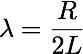 λ = R / 2L